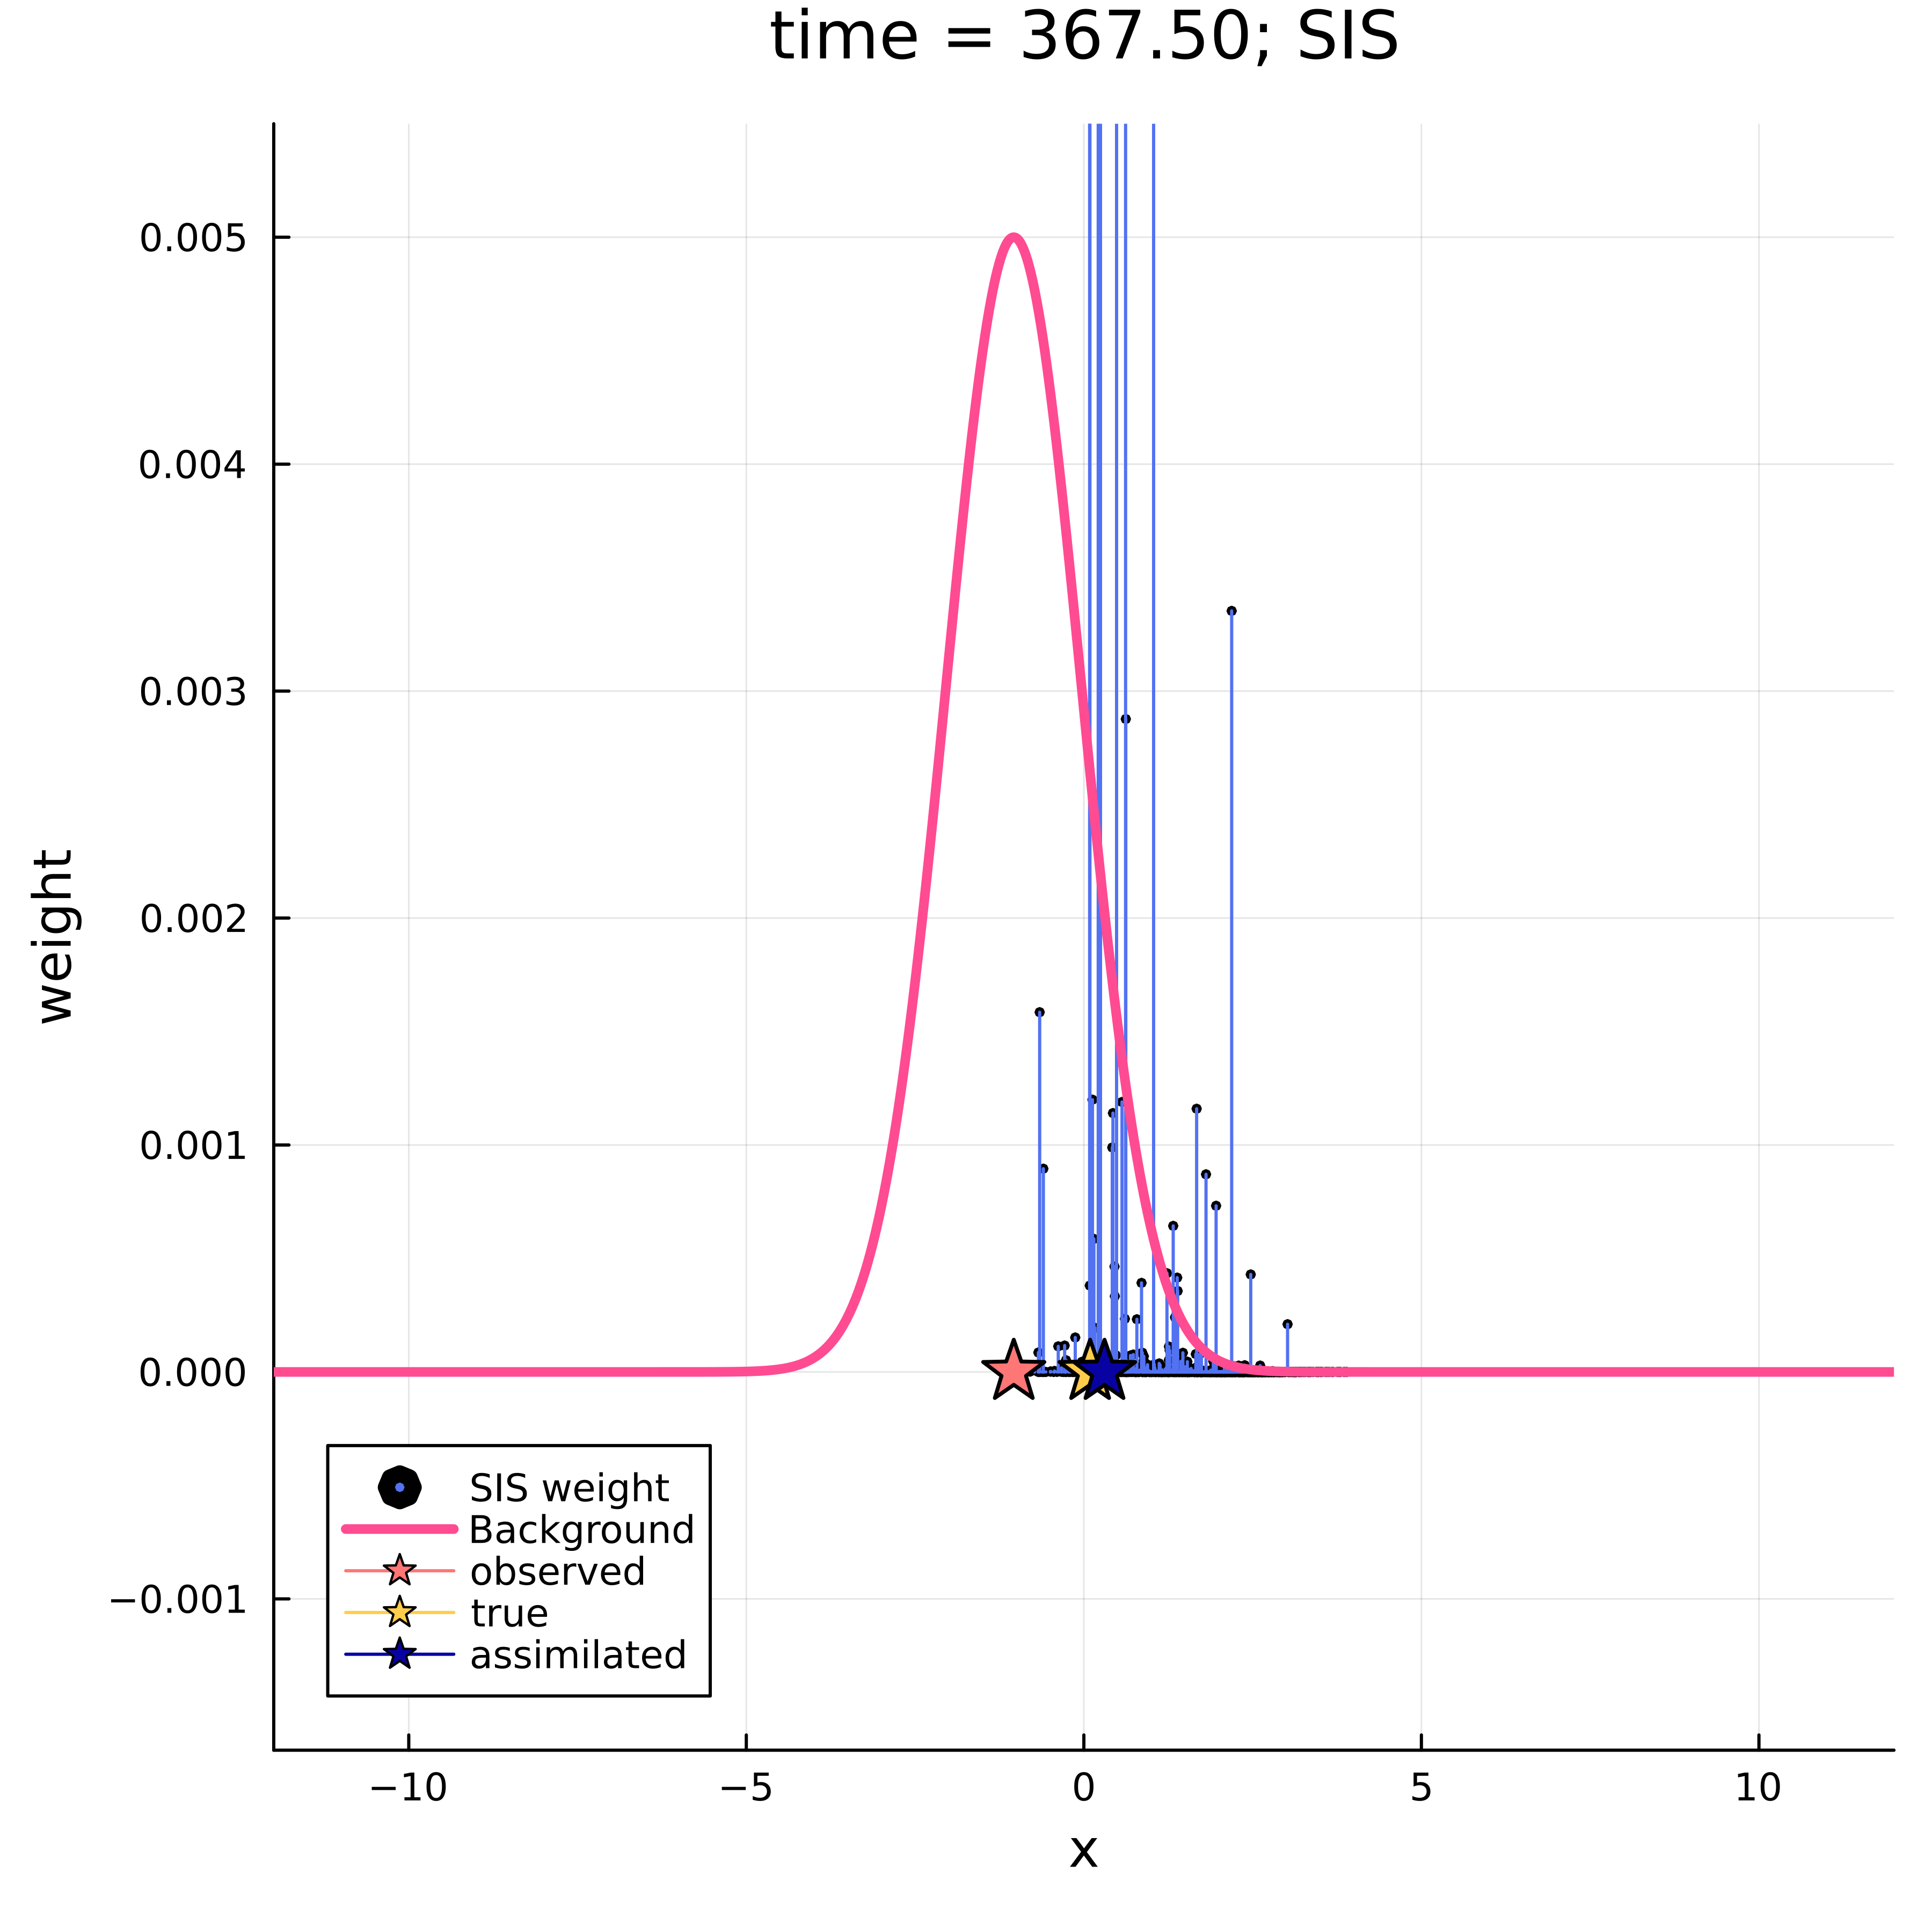 time = 367.50; SIS
0.005
0.004
0.003
0.002
0.001
0.000
−0.001
weight
SIS weight
Background
observed
true
assimilated
−10 −5 0 5 10
x